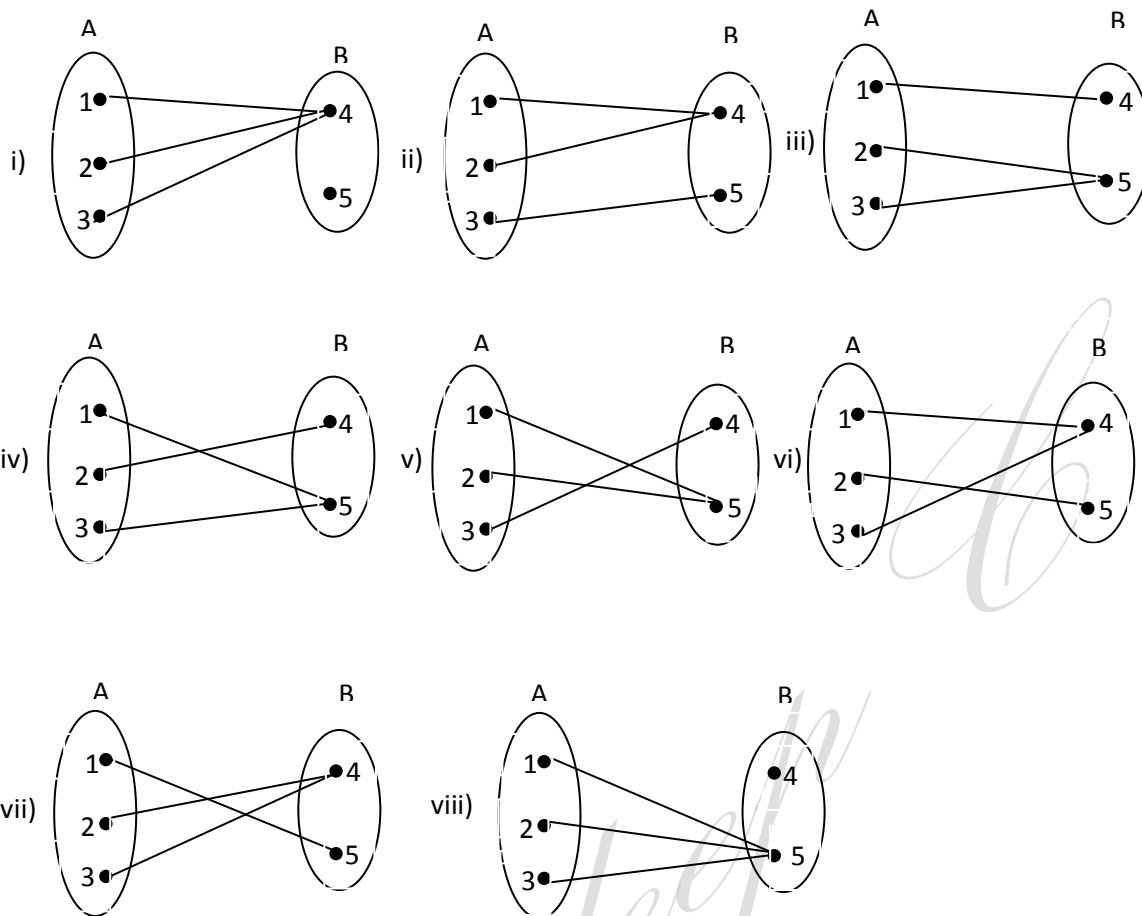 A B A B A B
i) 1 2 3 4 5 ii) 1 2 3 4 5 iii) 1 2 3 4 5
A B A B A B
iv) 1 2 3 4 5 v) 1 2 3 4 5 vi) 1 2 3 4 5
A B A B
vii) 1 2 3 4 5 viii) 1 2 3 4 5